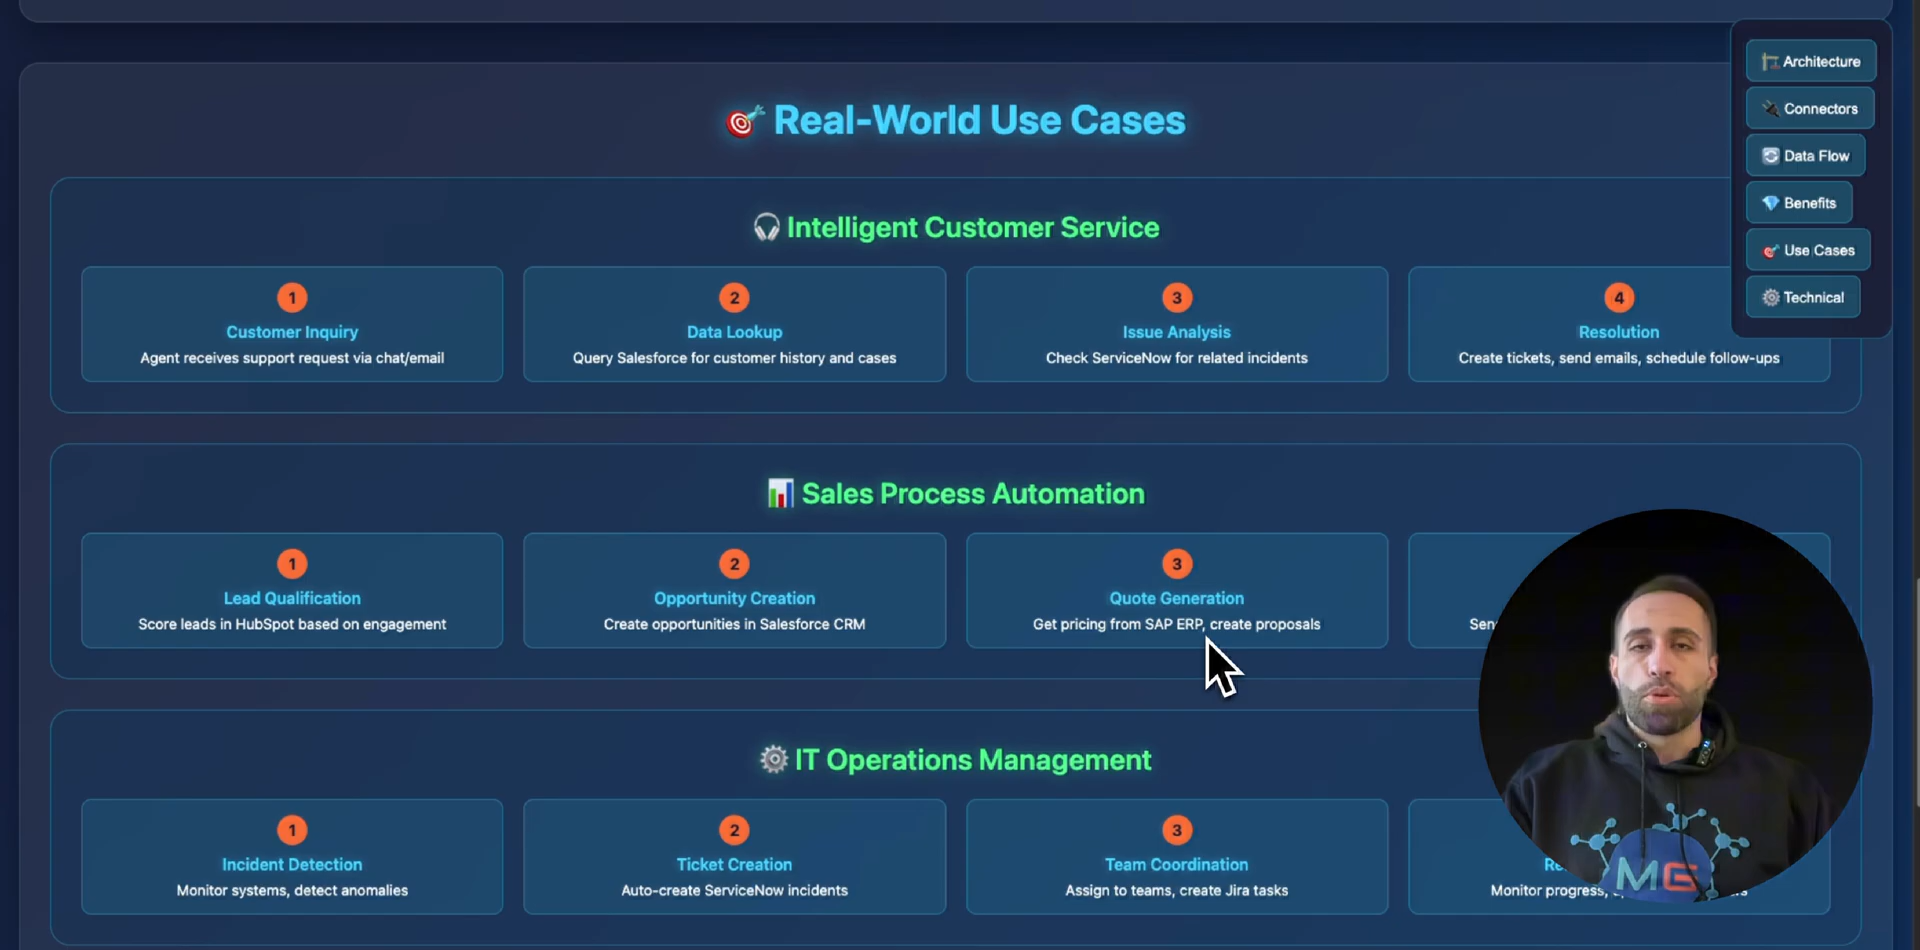 Architecture
Connectors
Data Flow
Benefits
Use Cases
Technical
Real-World Use Cases
Intelligent Customer Service
1
Customer Inquiry
Agent receives support request via chat/email
2
Data Lookup
Query Salesforce for customer history and cases
3
Issue Analysis
Check ServiceNow for related incidents
4
Resolution
Create tickets, send emails, schedule follow-ups
Sales Process Automation
1
Lead Qualification
Score leads in HubSpot based on engagement
2
Opportunity Creation
Create opportunities in Salesforce CRM
3
Quote Generation
Get pricing from SAP ERP, create proposals
IT Operations Management
1
Incident Detection
Monitor systems, detect anomalies
2
Ticket Creation
Auto-create ServiceNow incidents
3
Team Coordination
Assign to teams, create Jira tasks
Monitor progress,
MG